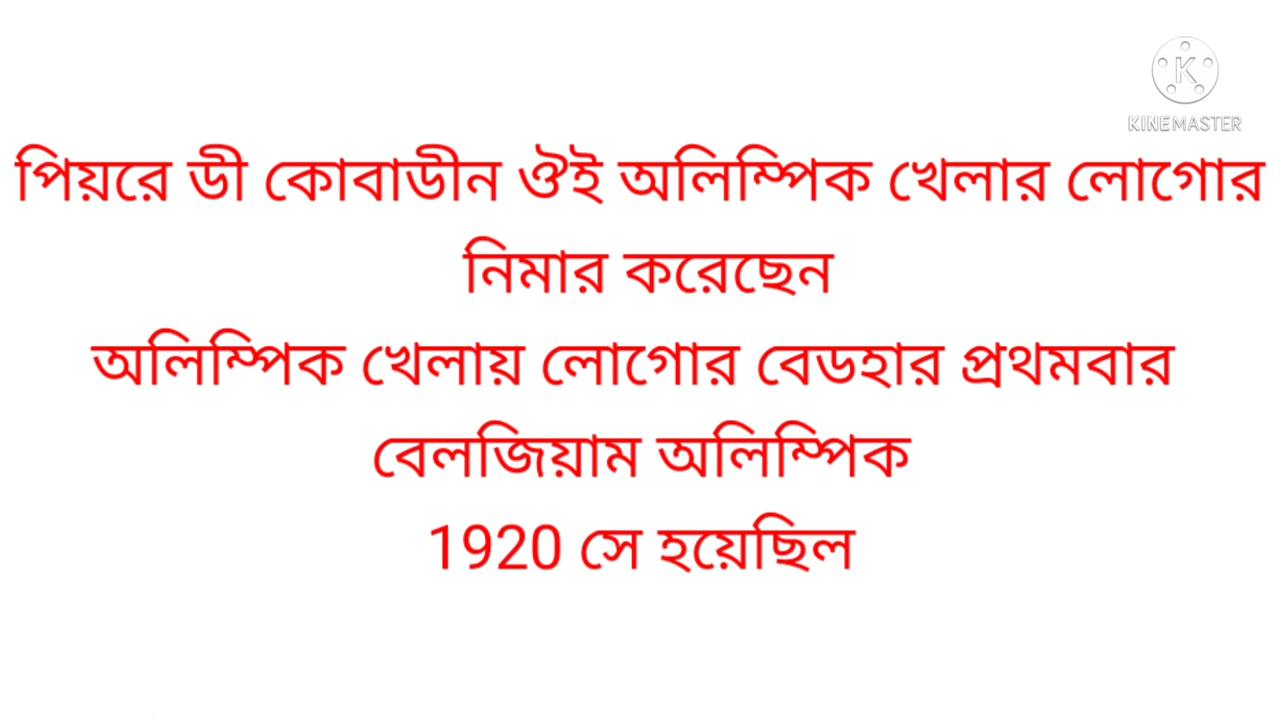 KINEMASTER
পিয়রে ডী কোবাডীন ঔই অলিম্পিক খেলার লোগোর
নিমার করেছেন
অলিম্পিক খেলায় লোগোর বেডহার প্রথমবার
বেলজিয়াম অলিম্পিক
1920 সে হয়েছিল